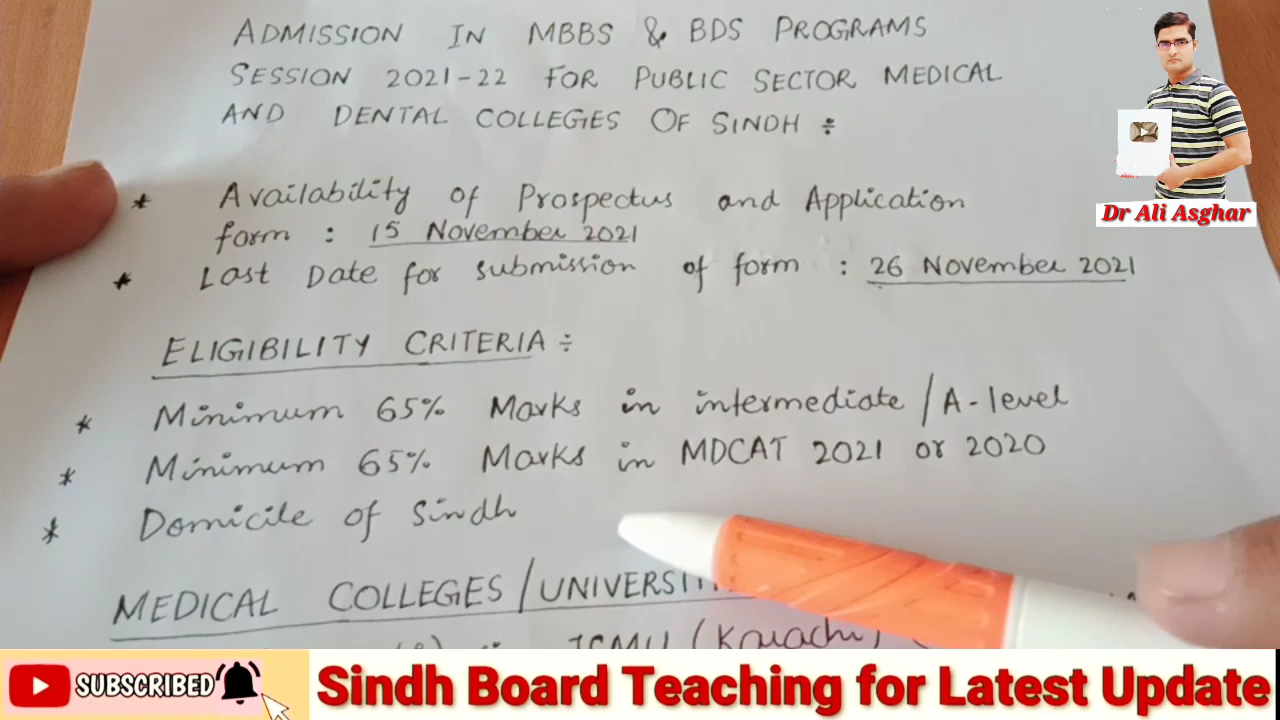 ADMISSION IN MBBS & BDS PROGRAMS
SESSION 2021-22 FOR PUBLIC SECTOR MEDICAL
AND DENTAL COLLEGIES OF SINDH ÷
Dr Ali Asghar
* Availability of Prospectus and Application
form : 15 November 2021
* Last Date for submission of form : 26 November 2021
ELIGIBILITY CRITERIA ÷
* Minimum 65% Marks in intermediate / A-level
* Minimum 65% Marks in MDCAT 2021 or 2020
* Domicile of Sindh
MEDICAL COLLEGES /
(Karachi)
SUBSCRIBED
Sindh Board Teaching for Latest Update